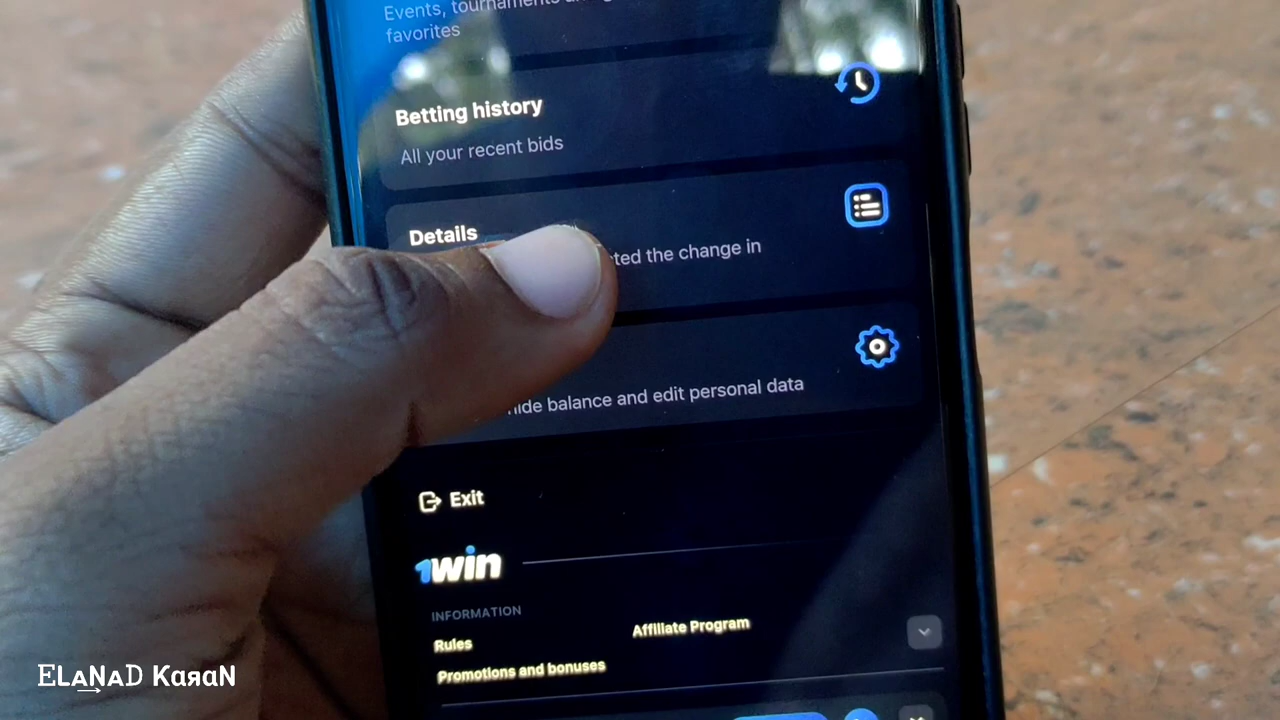 Events, tournaments
favorites
Betting history
All your recent bids
Details
the change in
hide balance and edit personal data
Exit
1win
INFORMATION
Rules
Affiliate Program
Promotions and bonuses
ELANAD KaRaN